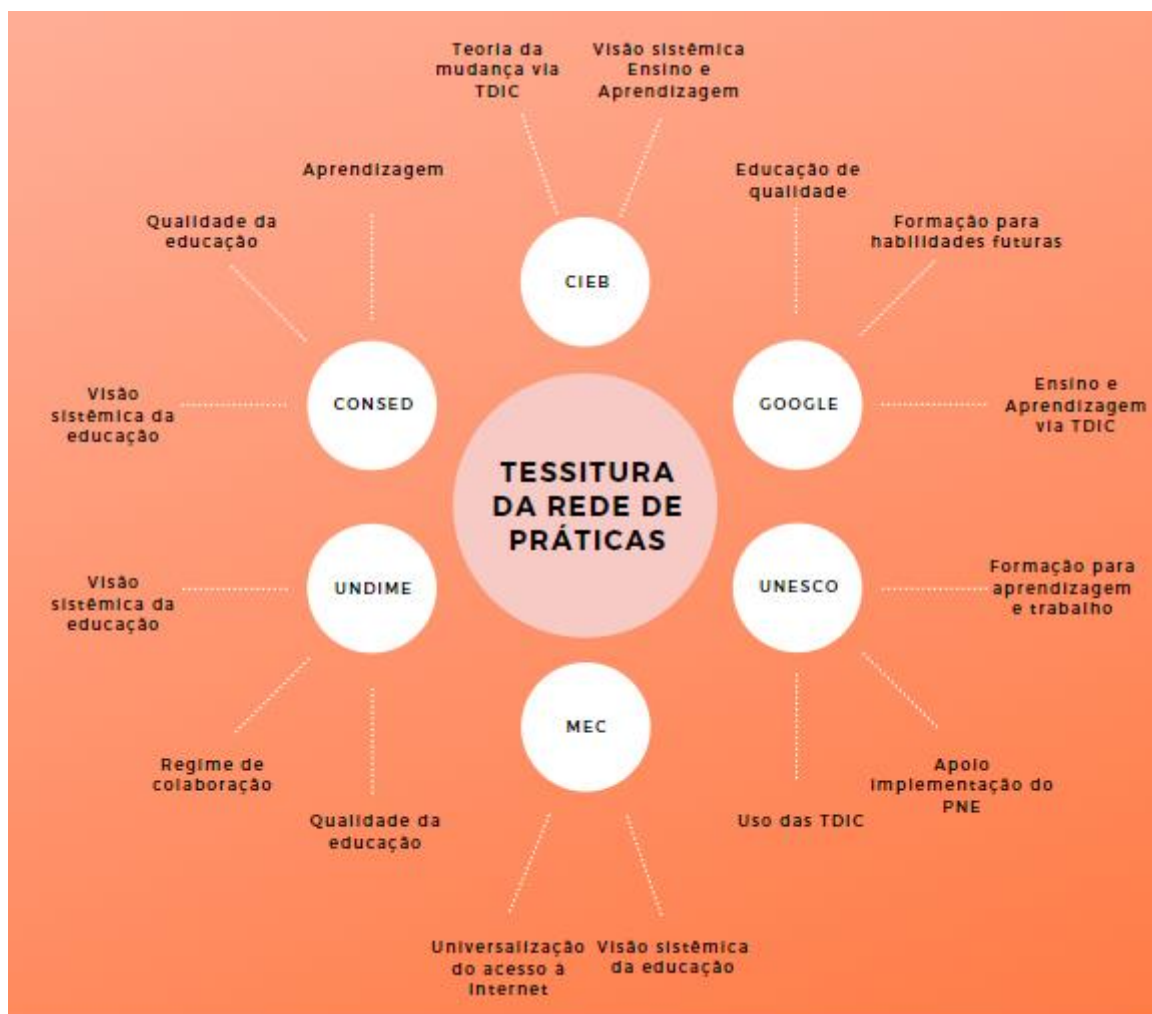 Teoria da
mudança via
TDIC
Visão sistêmica
Ensino e
Aprendizagem
Aprendizagem
Educação de
qualidade
Qualidade da
educação
Formação para
habilidades futuras
CIEB
Visão
sistêmica da
educação
CONSED
GOOGLE
Ensino e
Aprendizagem
via TDIC
TESSITURA
DA REDE DE
PRÁTICAS
Visão
sistêmica da
educação
UNDIME
UNESCO
Formação para
aprendizagem
e trabalho
MEC
Regime de
colaboração
Qualidade da
educação
Uso das TDIC
Apoio
implementação do
PNE
Universalização
do acesso à
Internet
Visão sistêmica
da educação